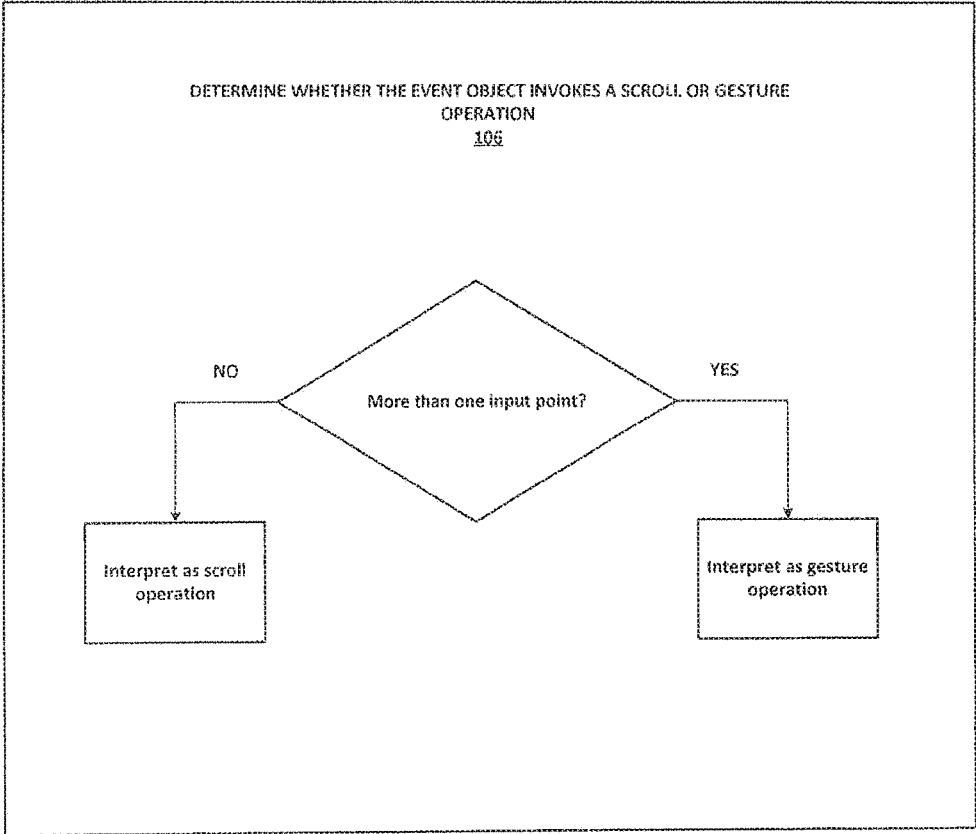 DETERMINE WHETHER THE EVENT OBJECT INVOKES A SCROLL OR GESTURE
OPERATION
106
NO
YES
More than one input point?
Interpret as scroll
operation
Interpret as gesture
operation